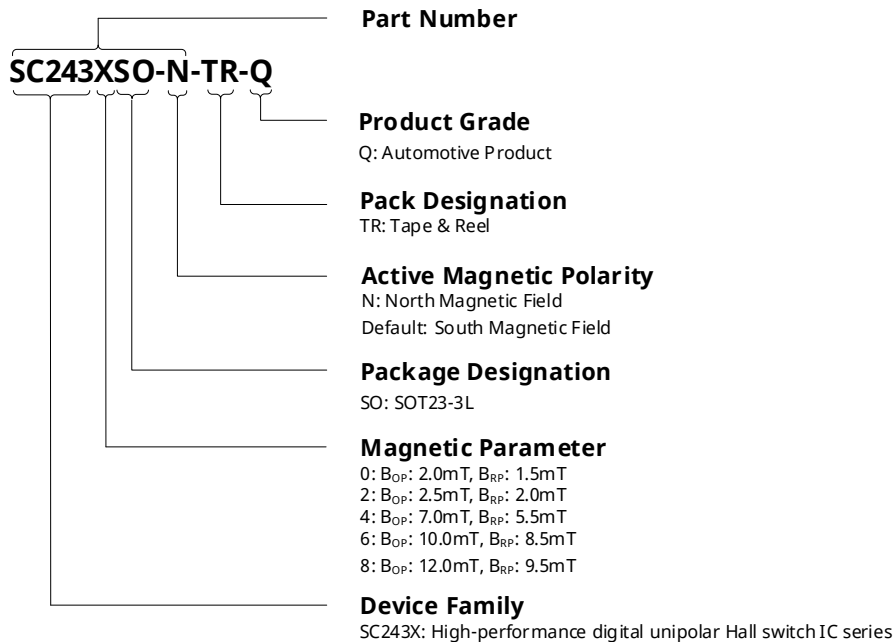 Part Number
SC243XSO-N-TR-Q
Product Grade
Q: Automotive Product
Pack Designation
TR: Tape & Reel
Active Magnetic Polarity
N: North Magnetic Field
Default: South Magnetic Field
Package Designation
SO: SOT23-3L
Magnetic Parameter
0: BOP: 2.0mT, BRP: 1.5mT
2: BOP: 2.5mT, BRP: 2.0mT
4: BOP: 7.0mT, BRP: 5.5mT
6: BOP: 10.0mT, BRP: 8.5mT
8: BOP: 12.0mT, BRP: 9.5mT
Device Family
SC243X: High-performance digital unipolar Hall switch IC series